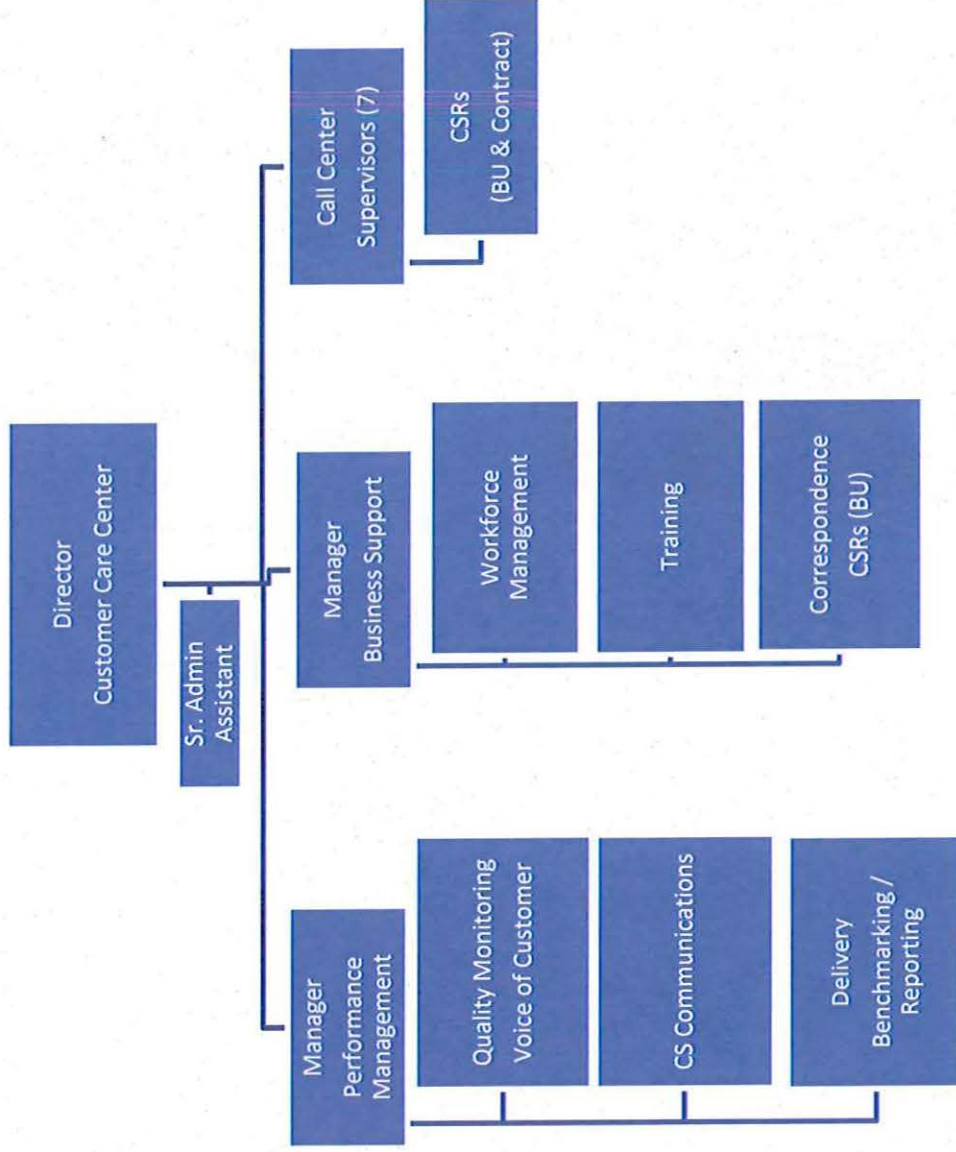 Director
Customer Care Center
Sr. Admin
Assistant
Manager
Performance
Management
Quality Monitoring
Voice of Customer
CS Communications
Delivery
Benchmarking /
Reporting
Manager
Business Support
Workforce
Management
Training
Correspondence
CSRs (BU)
Call Center
Supervisors (7)
CSRs
(BU & Contract)